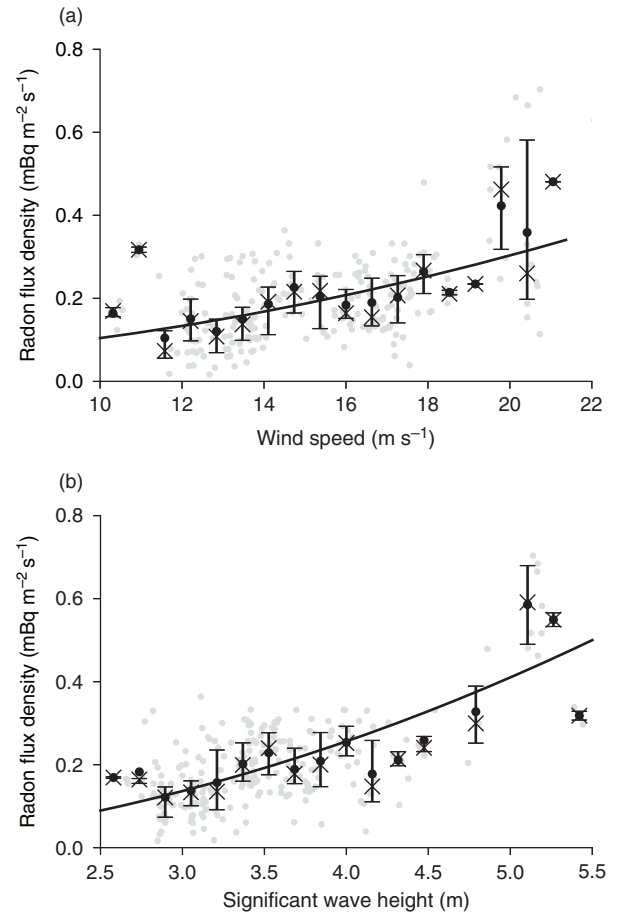 (a)
0.8
0.6
0.4
0.2
0.0
Radon flux density (mBq m⁻² s⁻¹)
10 12 14 16 18 20 22
Wind speed (m s⁻¹)
(b)
0.8
0.6
0.4
0.2
0.0
Radon flux density (mBq m⁻² s⁻¹)
2.5 3.0 3.5 4.0 4.5 5.0 5.5
Significant wave height (m)